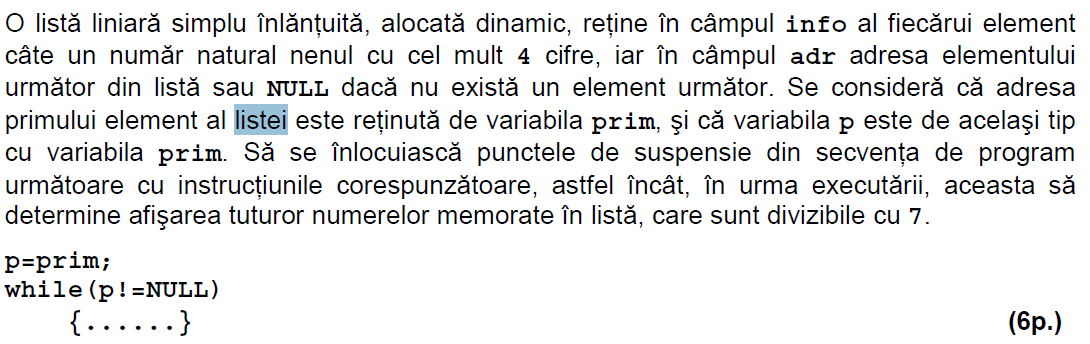 O listă liniară simplu înlănțuită, alocată dinamic, reține în câmpul info al fiecărui element
câte un număr natural nenul cu cel mult 4 cifre, iar în câmpul adr adresa elementului
următor din listă sau NULL dacă nu există un element următor. Se consideră că adresa
primului element al listei este reținută de variabila prim, şi că variabila p este de acelaşi tip
cu variabila prim. Să se înlocuiască punctele de suspensie din secvența de program
următoare cu instrucțiunile corespunzătoare, astfel încât, în urma executării, aceasta să
determine afişarea tuturor numerelor memorate în listă, care sunt divizibile cu 7.
p=prim;
while(p!=NULL)
{......} (6p.)